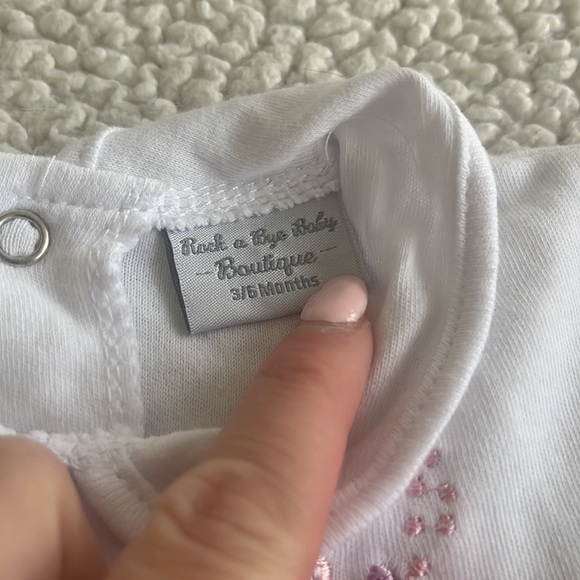 Rock a Bye Baby
- Boutique -
3/6 Months